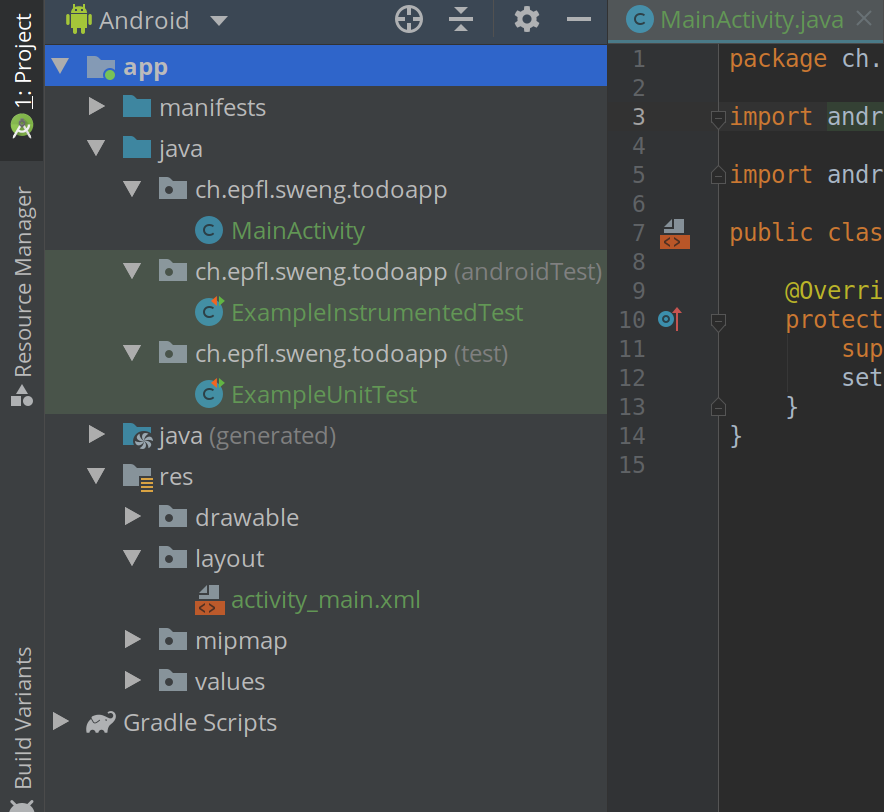 Android
MainActivity.java
1: Project
Resource Manager
Build Variants
app
manifests
java
ch.epfl.sweng.todoapp
MainActivity
ch.epfl.sweng.todoapp (androidTest)
ExampleInstrumentedTest
ch.epfl.sweng.todoapp (test)
ExampleUnitTest
java (generated)
res
drawable
layout
activity_main.xml
mipmap
values
Gradle Scripts
1 package ch.
2
3 import andr
4
5 import andr
6
7 public clas
8
9 @Overri
10 protect
11 sup
12 set
13 }
14 }
15